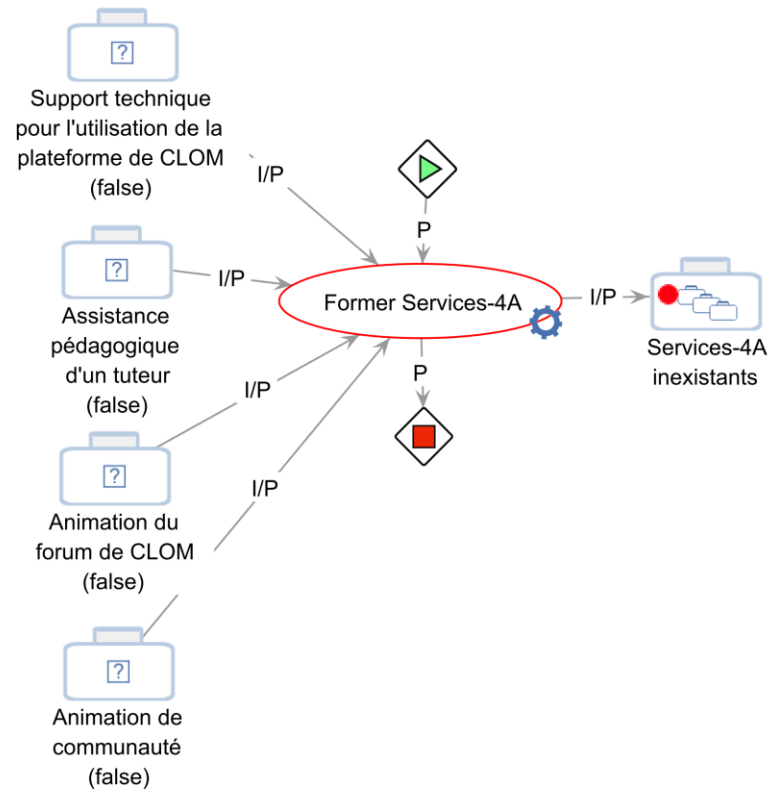 ?
Support technique
pour l'utilisation de la
plateforme de CLOM
(false)
I/P
P
?
Assistance
pédagogique
d'un tuteur
(false)
I/P
Former Services-4A
I/P
Services-4A
inexistants
P
I/P
?
Animation du
forum de CLOM
(false)
I/P
?
Animation de
communauté
(false)